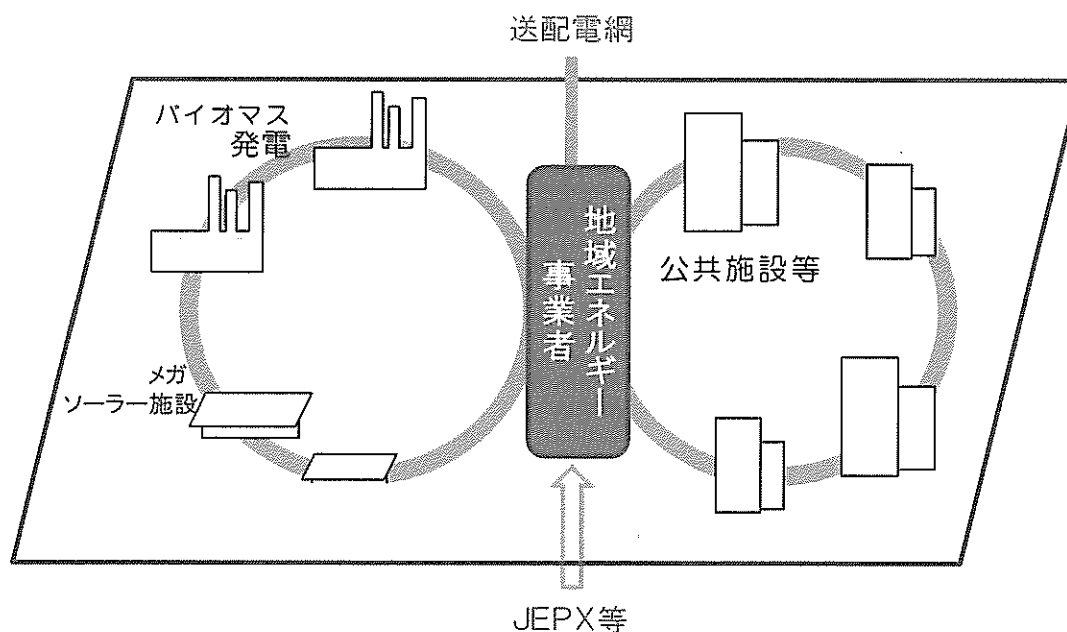 送配電網
バイオマス
発電
地域エネルギー
事業者
公共施設等
メガ
ソーラー施設
JEPX等